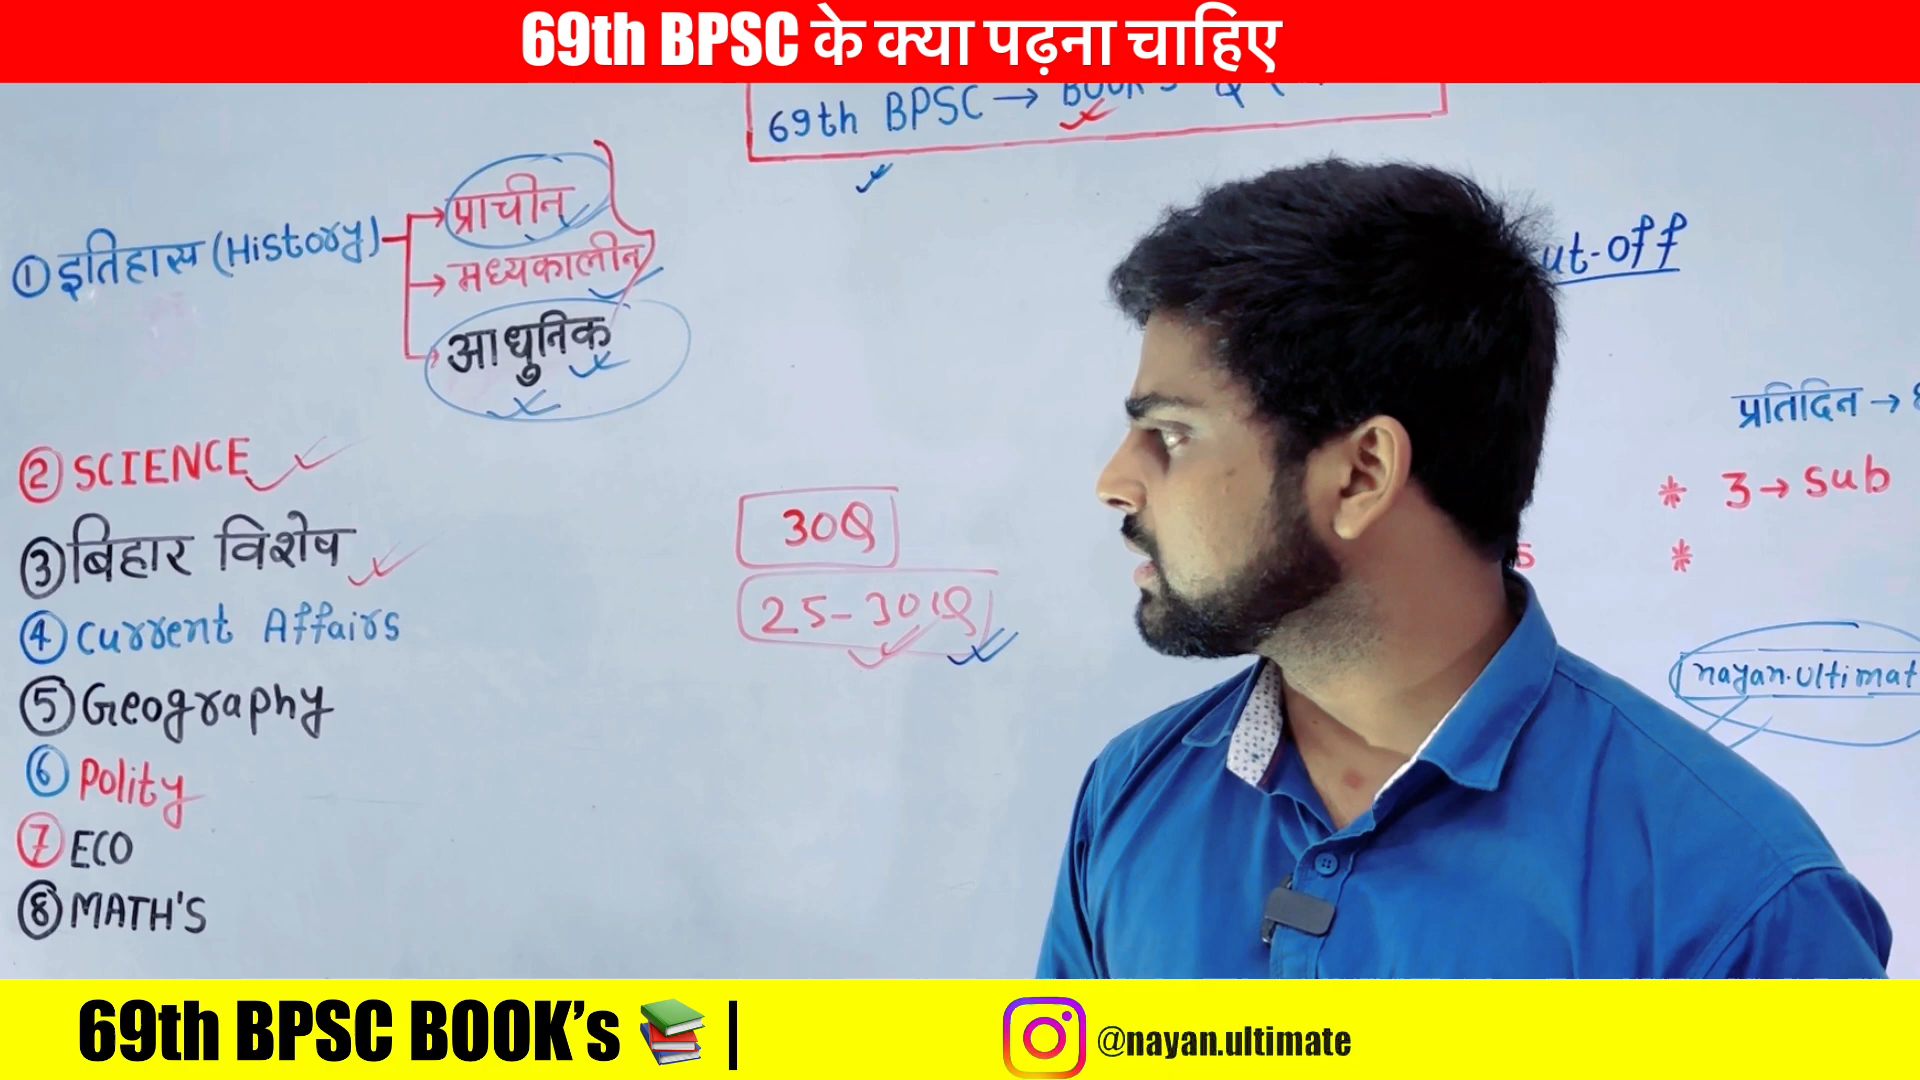 69th BPSC के क्या पढ़ना चाहिए
69th BPSC → BOOK'S
① इतिहास (History)
→ प्राचीन
→ मध्यकालीन
→ आधुनिक
② SCIENCE
③ बिहार विशेष
④ Current Affairs
⑤ Geography
⑥ Polity
⑦ ECO
⑧ MATH'S
30Q
25-30Q
ut-off
प्रतिदिन →
* 3 → Sub
*
nayan.ultimat
69th BPSC BOOK’s 📚 |
@nayan.ultimate